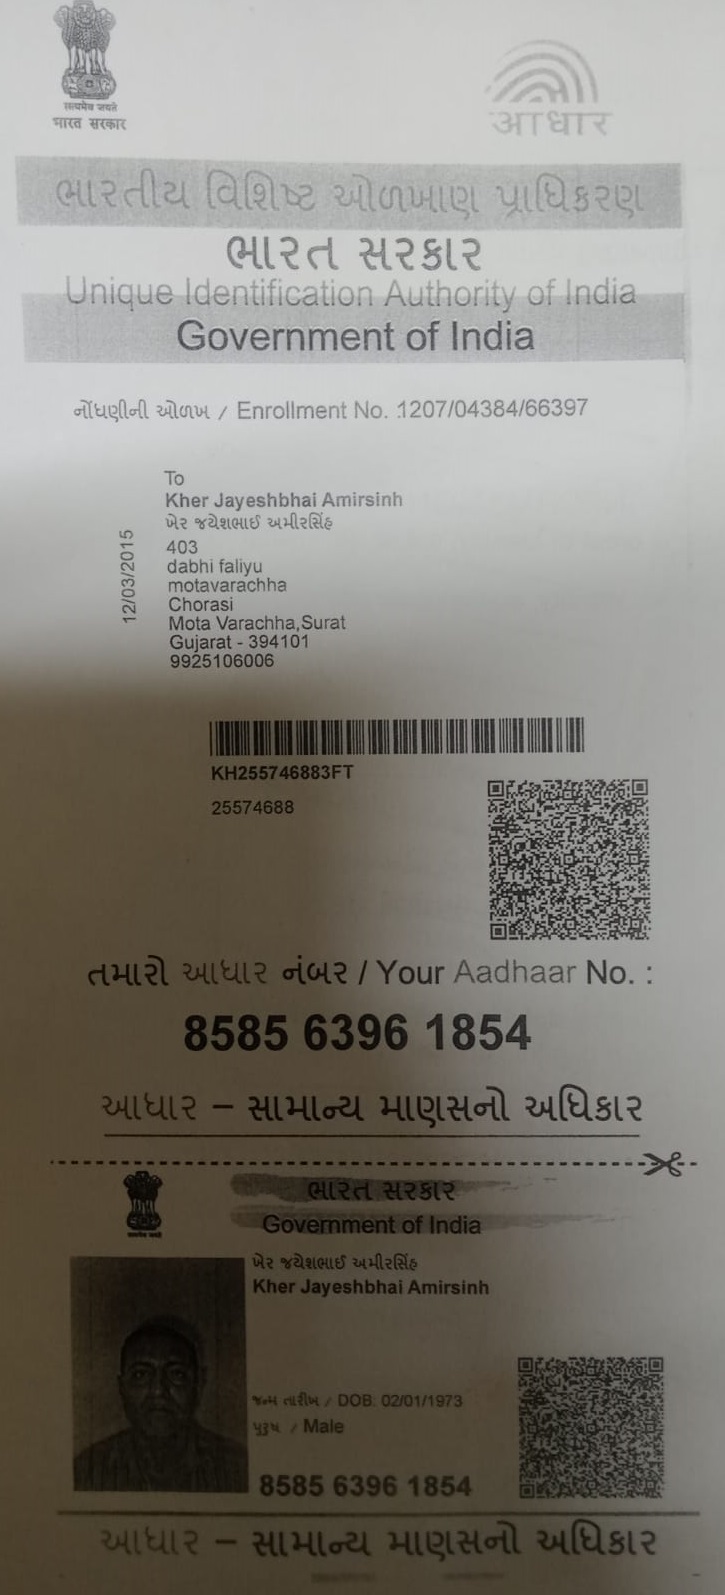 सत्यमेव जयते
भारत सरकार
आधार
ભારતીય વિશિષ્ટ ઓળખાણ પ્રાધિકરણ
ભારત સરકાર
Unique Identification Authority of India
Government of India
નોંધણીની ઓળખ / Enrollment No. :1207/04384/66397
To
Kher Jayeshbhai Amirsinh
ખેર જયેશભાઈ અમીરસિંહ
403
dabhi faliyu
motavarachha
Chorasi
Mota Varachha,Surat
Gujarat - 394101
9925106006
12/03/2015
KH255746883FT
25574688
તમારો આધાર નંબર / Your Aadhaar No. :
8585 6396 1854
આધાર – સામાન્ય માણસનો અધિકાર
ભારત સરકાર
Government of India
ખેર જયેશભાઈ અમીરસિંહ
Kher Jayeshbhai Amirsinh
જન્મ તારીખ / DOB: 02/01/1973
પુરુષ / Male
8585 6396 1854
આધાર – સામાન્ય માણસનો અધિકાર